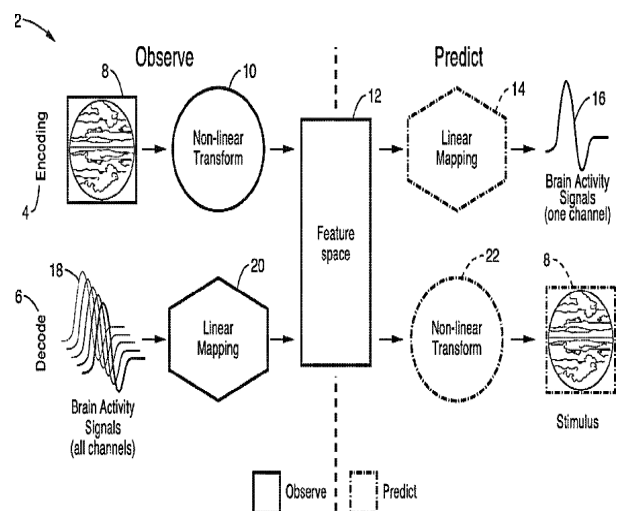 2
Observe
Predict
8
10
12
14
16
4
Encoding
Non-linear
Transform
Linear
Mapping
Brain Activity
Signals
(one channel)
Feature
space
6
Decode
18
20
22
8
Linear
Mapping
Non-linear
Transform
Brain Activity
Signals
(all channels)
Stimulus
Observe
Predict